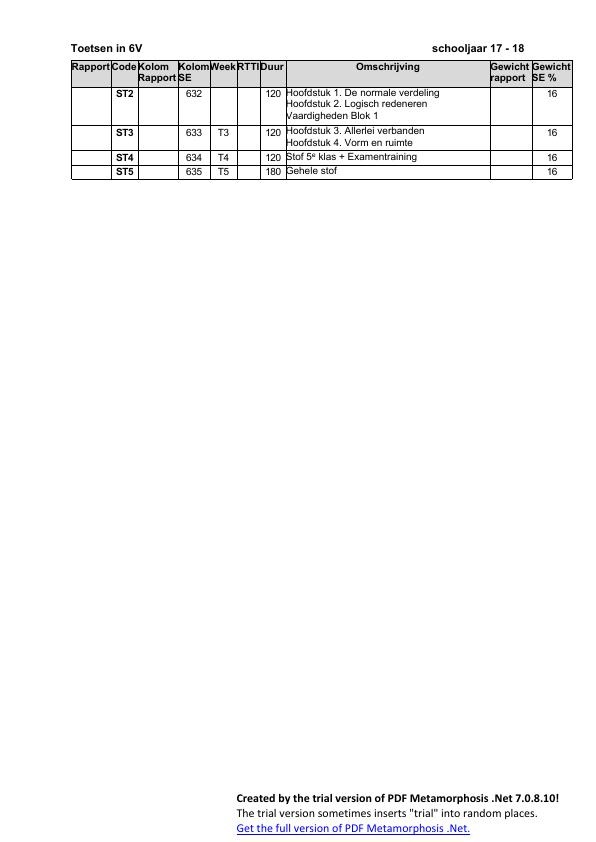 Toetsen in 6V schooljaar 17 - 18
Rapport Code Kolom Rapport Kolom SE Week RTTI Duur Omschrijving Gewicht rapport Gewicht SE %
ST2 632 120 Hoofdstuk 1. De normale verdeling 16
Hoofdstuk 2. Logisch redeneren
Vaardigheden Blok 1
ST3 633 T3 120 Hoofdstuk 3. Allerlei verbanden 16
Hoofdstuk 4. Vorm en ruimte
ST4 634 T4 120 Stof 5e klas + Examentraining 16
ST5 635 T5 180 Gehele stof 16
Created by the trial version of PDF Metamorphosis .Net 7.0.8.10!
The trial version sometimes inserts "trial" into random places.
Get the full version of PDF Metamorphosis .Net.